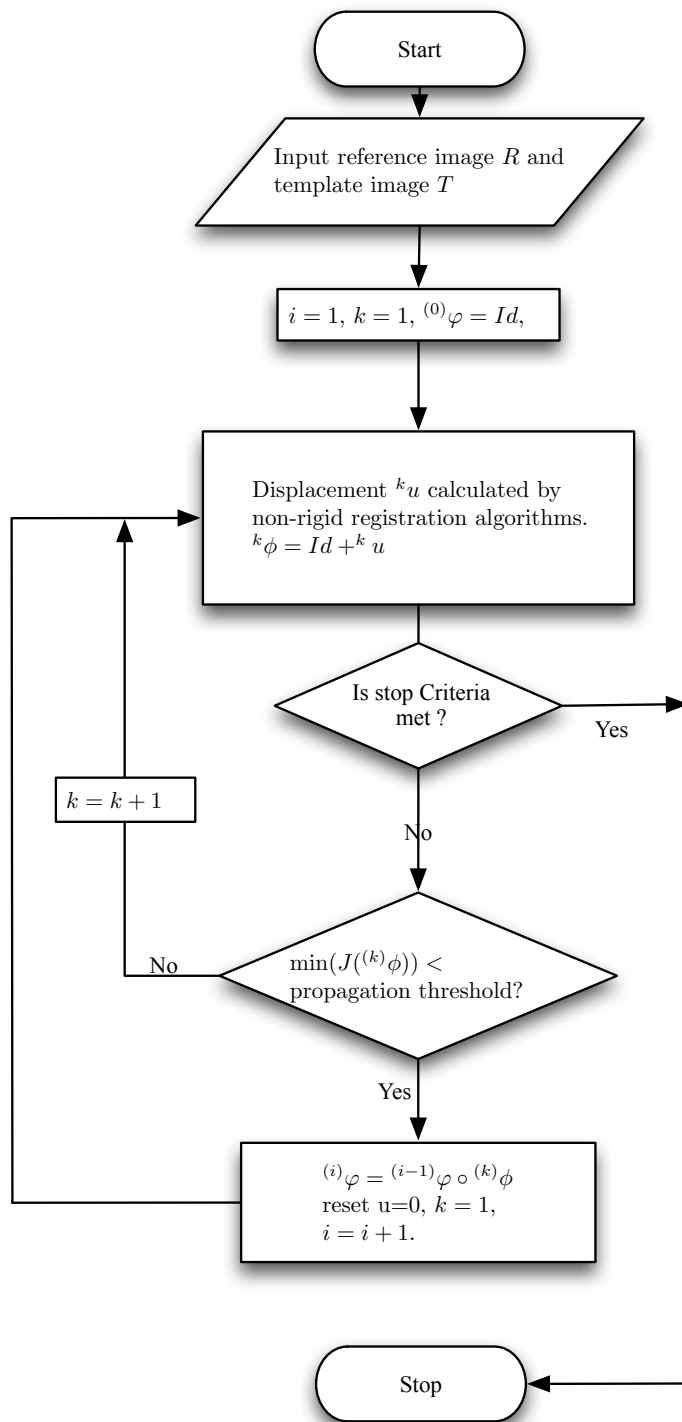 Start
Input reference image R and
template image T
i = 1, k = 1, ⁽⁰⁾φ = Id,
Displacement ᵏu calculated by
non-rigid registration algorithms.
ᵏϕ = Id +ᵏ u
Is stop Criteria
met ?
Yes
k = k + 1
No
No
min(J(⁽ᵏ⁾ϕ)) <
propagation threshold?
Yes
⁽ⁱ⁾φ = ⁽ⁱ⁻¹⁾φ ∘ ⁽ᵏ⁾ϕ
reset u=0, k = 1,
i = i + 1.
Stop